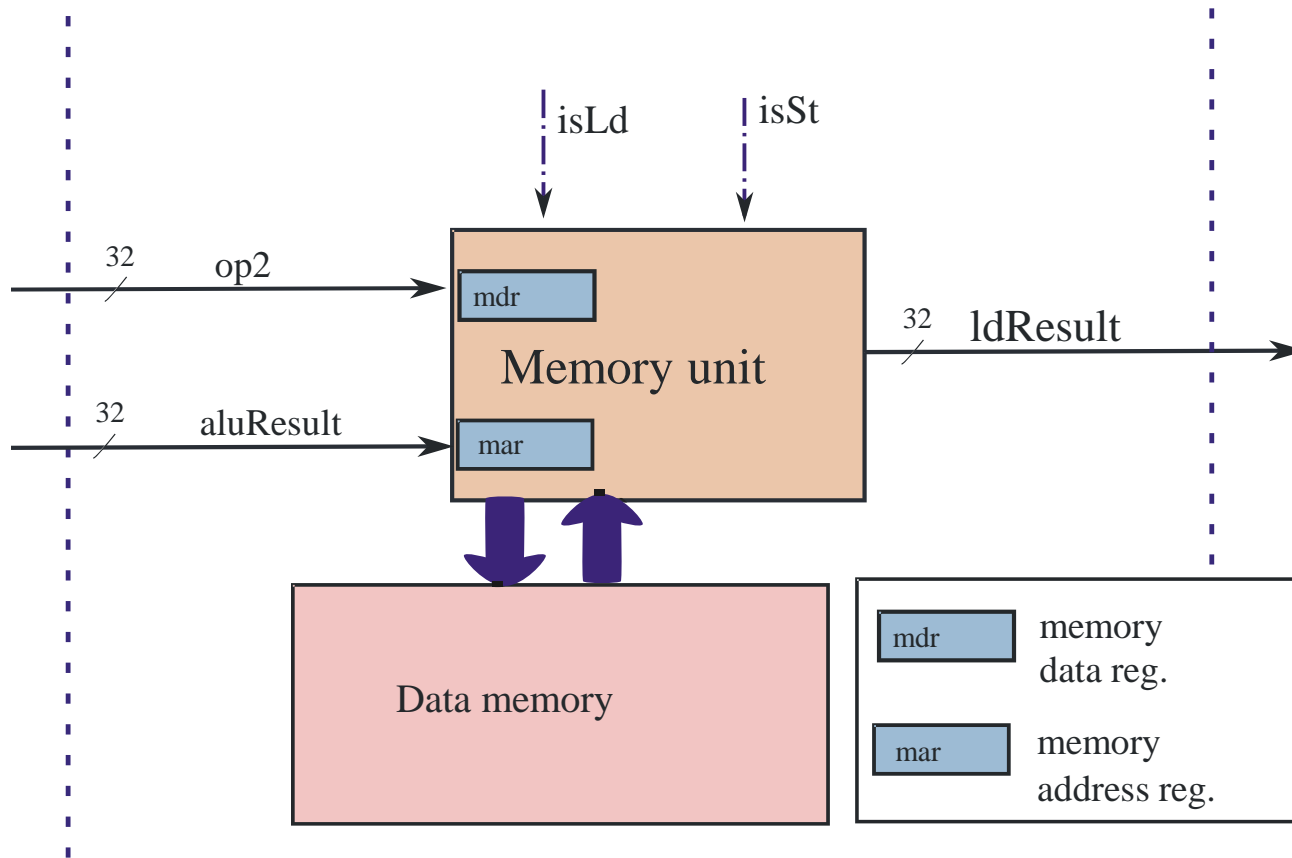 isLd
isSt
32
op2
mdr
32
ldResult
Memory unit
32
aluResult
mar
Data memory
mdr
memory
data reg.
mar
memory
address reg.